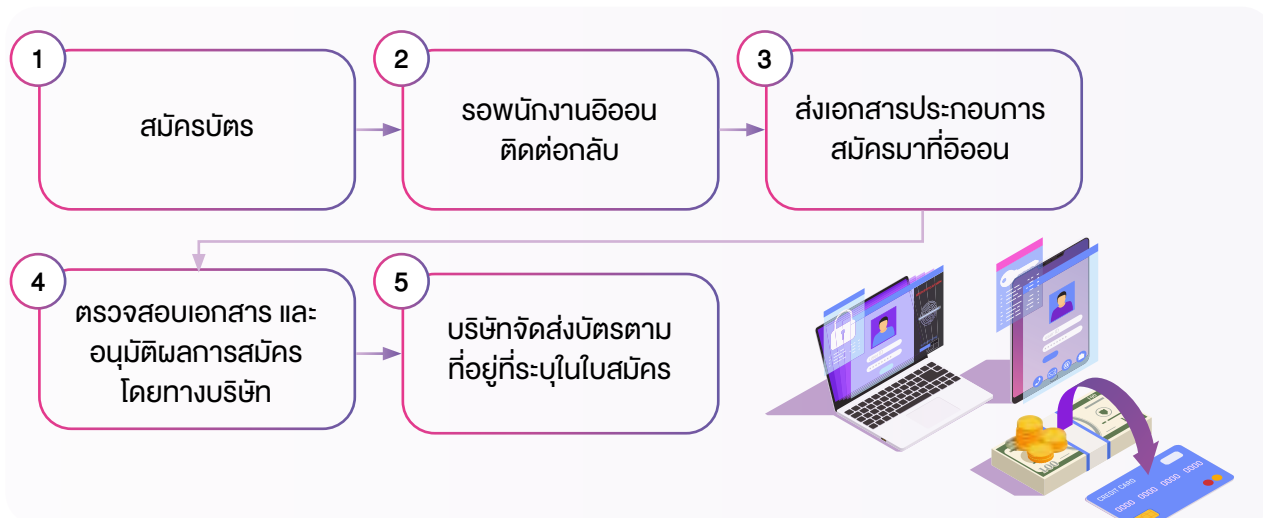 1
สมัครบัตร
2
รอพนักงานอิออน
ติดต่อกลับ
3
ส่งเอกสารประกอบการ
สมัครมาที่อิออน
4
ตรวจสอบเอกสาร และ
อนุมัติผลการสมัคร
โดยทางบริษัท
5
บริษัทจัดส่งบัตรตาม
ที่อยู่ที่ระบุในใบสมัคร
CREDIT CARD
0000 0000 0000 0000